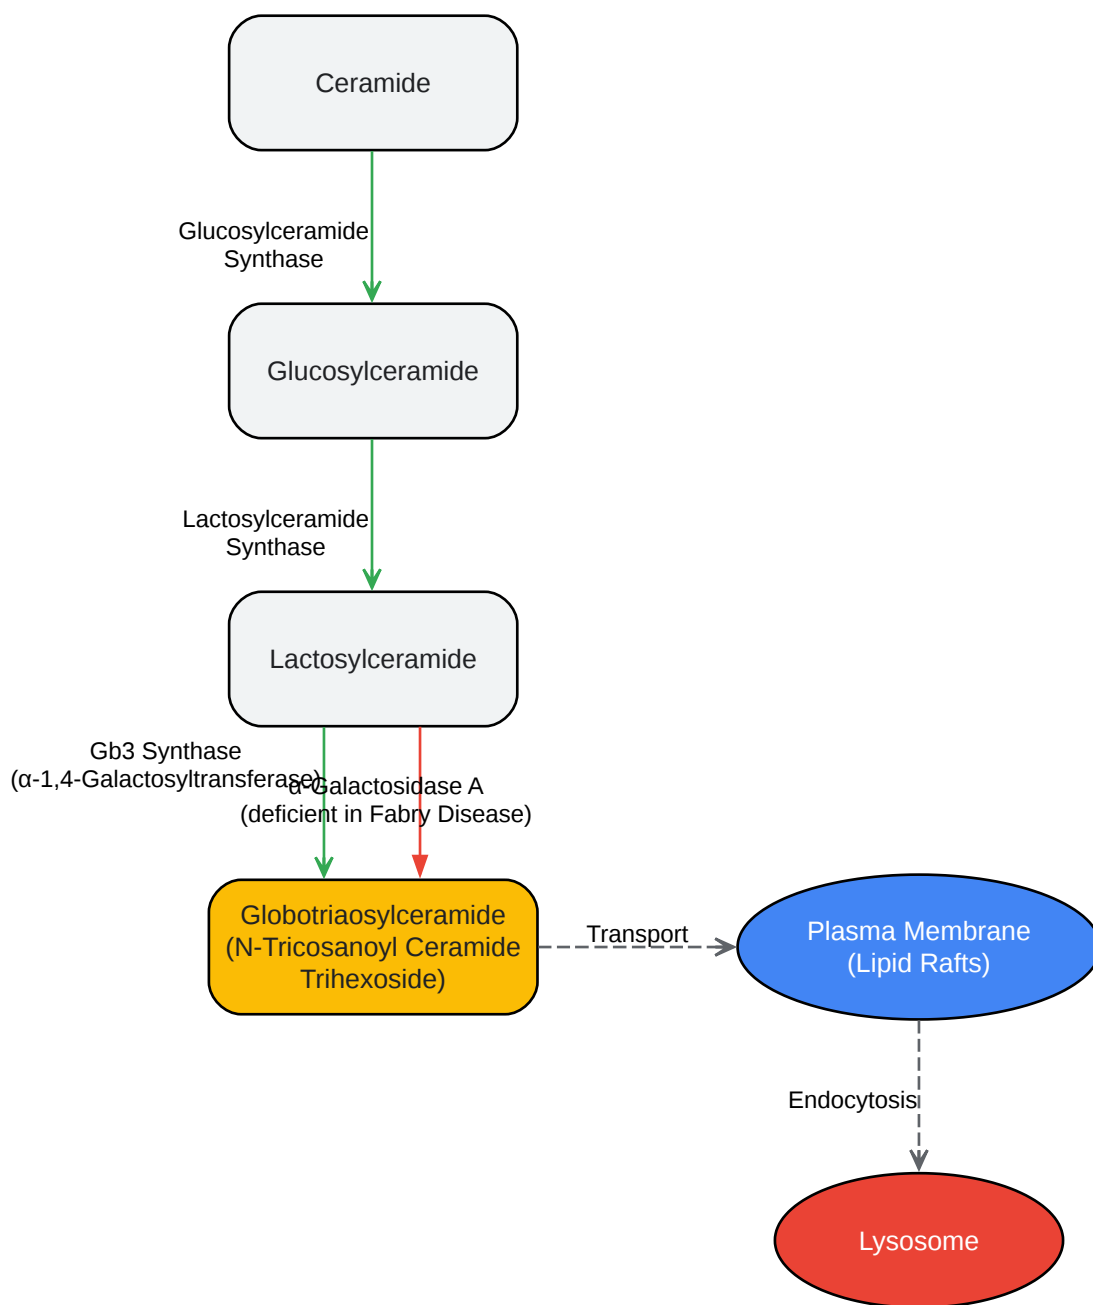 Ceramide
Glucosylceramide
Synthase
Glucosylceramide
Lactosylceramide
Synthase
Lactosylceramide
Gb3 Synthase
(α-1,4-Galactosyltransferase)
α-Galactosidase A
(deficient in Fabry Disease)
Globotriaosylceramide
(N-Tricosanoyl Ceramide
Trihexoside)
Transport
Plasma Membrane
(Lipid Rafts)
Endocytosis
Lysosome